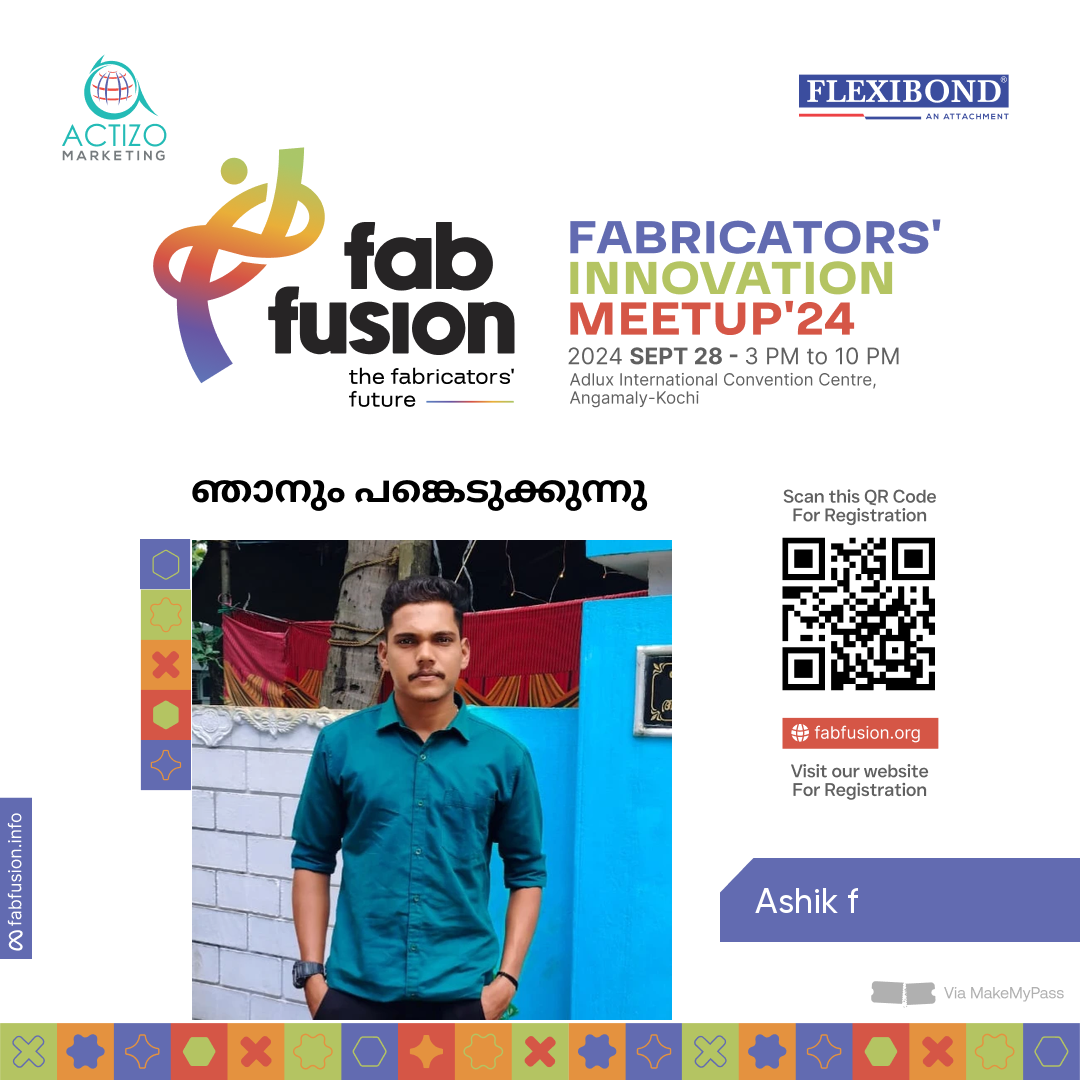 ACTIZO
MARKETING
FLEXIBOND®
AN ATTACHMENT
fab
fusion
the fabricators'
future
FABRICATORS'
INNOVATION
MEETUP'24
2024 SEPT 28 - 3 PM to 10 PM
Adlux International Convention Centre,
Angamaly-Kochi
ഞാനും പങ്കെടുക്കുന്നു
Scan this QR Code
For Registration
fabfusion.org
Visit our website
For Registration
fabfusion.info
Ashik f
Via MakeMyPass